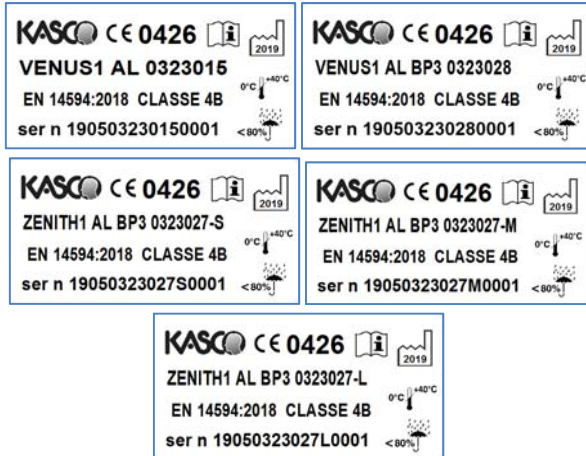 KASCO CE 0426 2019
VENUS1 AL 0323015
0°C +40°C
EN 14594:2018 CLASSE 4B
ser n 190503230150001 <80%
KASCO CE 0426 2019
VENUS1 AL BP3 0323028
0°C +40°C
EN 14594:2018 CLASSE 4B
ser n 190503230280001 <80%
KASCO CE 0426 2019
ZENITH1 AL BP3 0323027-S
0°C +40°C
EN 14594:2018 CLASSE 4B
ser n 19050323027S0001 <80%
KASCO CE 0426 2019
ZENITH1 AL BP3 0323027-M
0°C +40°C
EN 14594:2018 CLASSE 4B
ser n 19050323027M0001 <80%
KASCO CE 0426 2019
ZENITH1 AL BP3 0323027-L
0°C +40°C
EN 14594:2018 CLASSE 4B
ser n 19050323027L0001 <80%